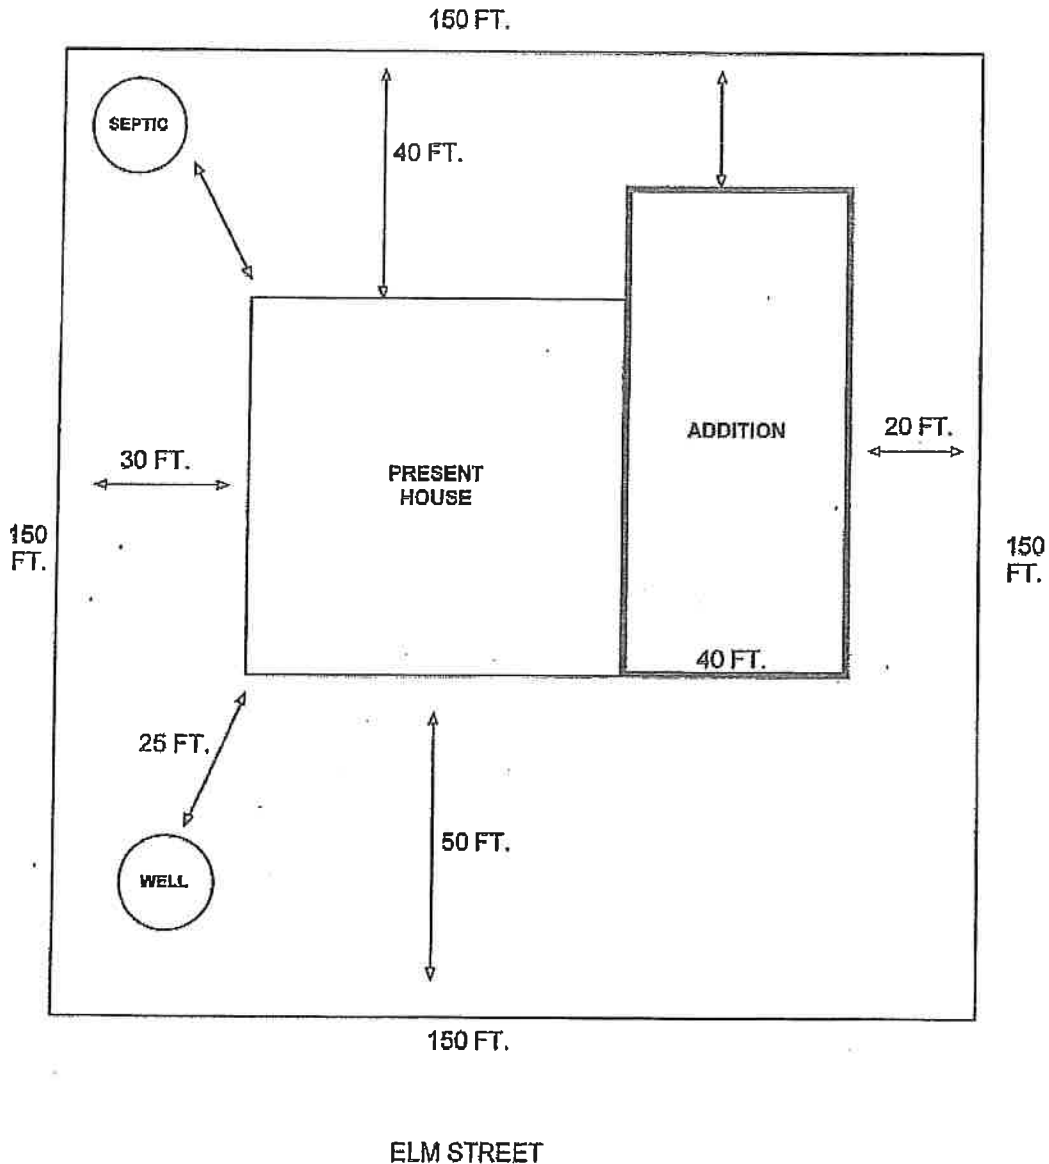 150 FT.
SEPTIC
40 FT.
ADDITION
20 FT.
30 FT.
PRESENT
HOUSE
150
FT.
150
FT.
40 FT.
25 FT.
50 FT.
WELL
150 FT.
ELM STREET